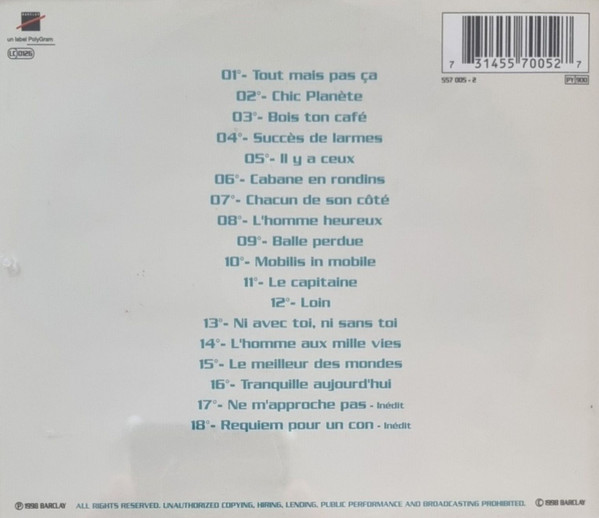 BARCLAY
un label PolyGram
LC 0126
7 31455 70052 7
557 005 - 2
PY 900
01°- Tout mais pas ça
02°- Chic Planète
03°- Bois ton café
04°- Succès de larmes
05°- Il y a ceux
06°- Cabane en rondins
07°- Chacun de son côté
08°- L'homme heureux
09°- Balle perdue
10°- Mobilis in mobile
11°- Le capitaine
12°- Loin
13°- Ni avec toi, ni sans toi
14°- L'homme aux mille vies
15°- Le meilleur des mondes
16°- Tranquille aujourd'hui
17°- Ne m'approche pas - Inédit
18°- Requiem pour un con - Inédit
℗ 1998 BARCLAY ALL RIGHTS RESERVED. UNAUTHORIZED COPYING, HIRING, LENDING, PUBLIC PERFORMANCE AND BROADCASTING PROHIBITED. © 1998 BARCLAY